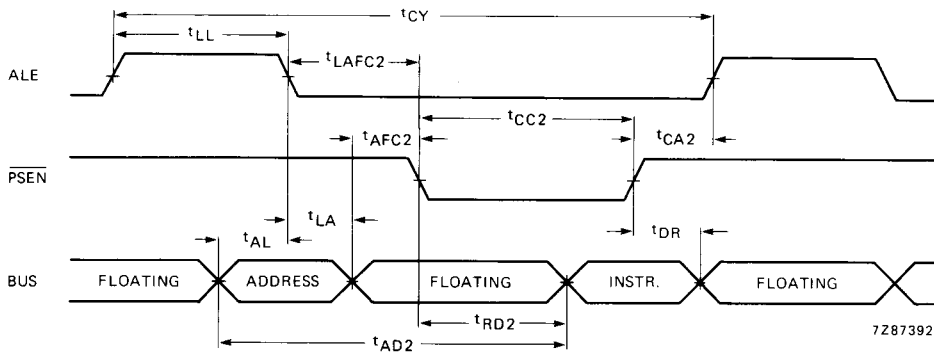 tCY
tLL
tLAFC2
ALE
tCC2
tAFC2
tCA2
PSEN
tLA
tAL
tDR
BUS
FLOATING ADDRESS FLOATING INSTR. FLOATING
tRD2
tAD2
7Z87392